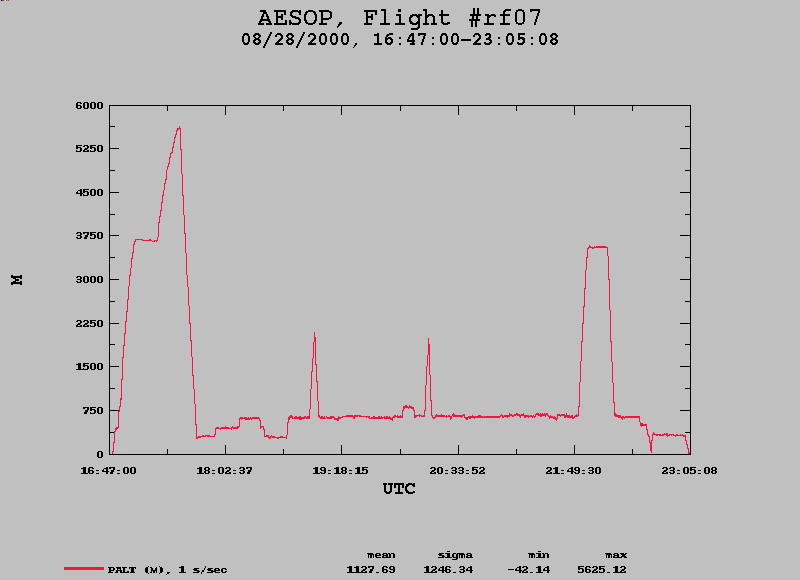 AESOP, Flight #rf07
08/28/2000, 16:47:00-23:05:08
6000
5250
4500
3750
3000
2250
1500
750
0
M
16:47:00 18:02:37 19:18:15 20:33:52 21:49:30 23:05:08
UTC
mean sigma min max
PALT (M), 1 s/sec 1127.69 1246.34 -42.14 5625.12